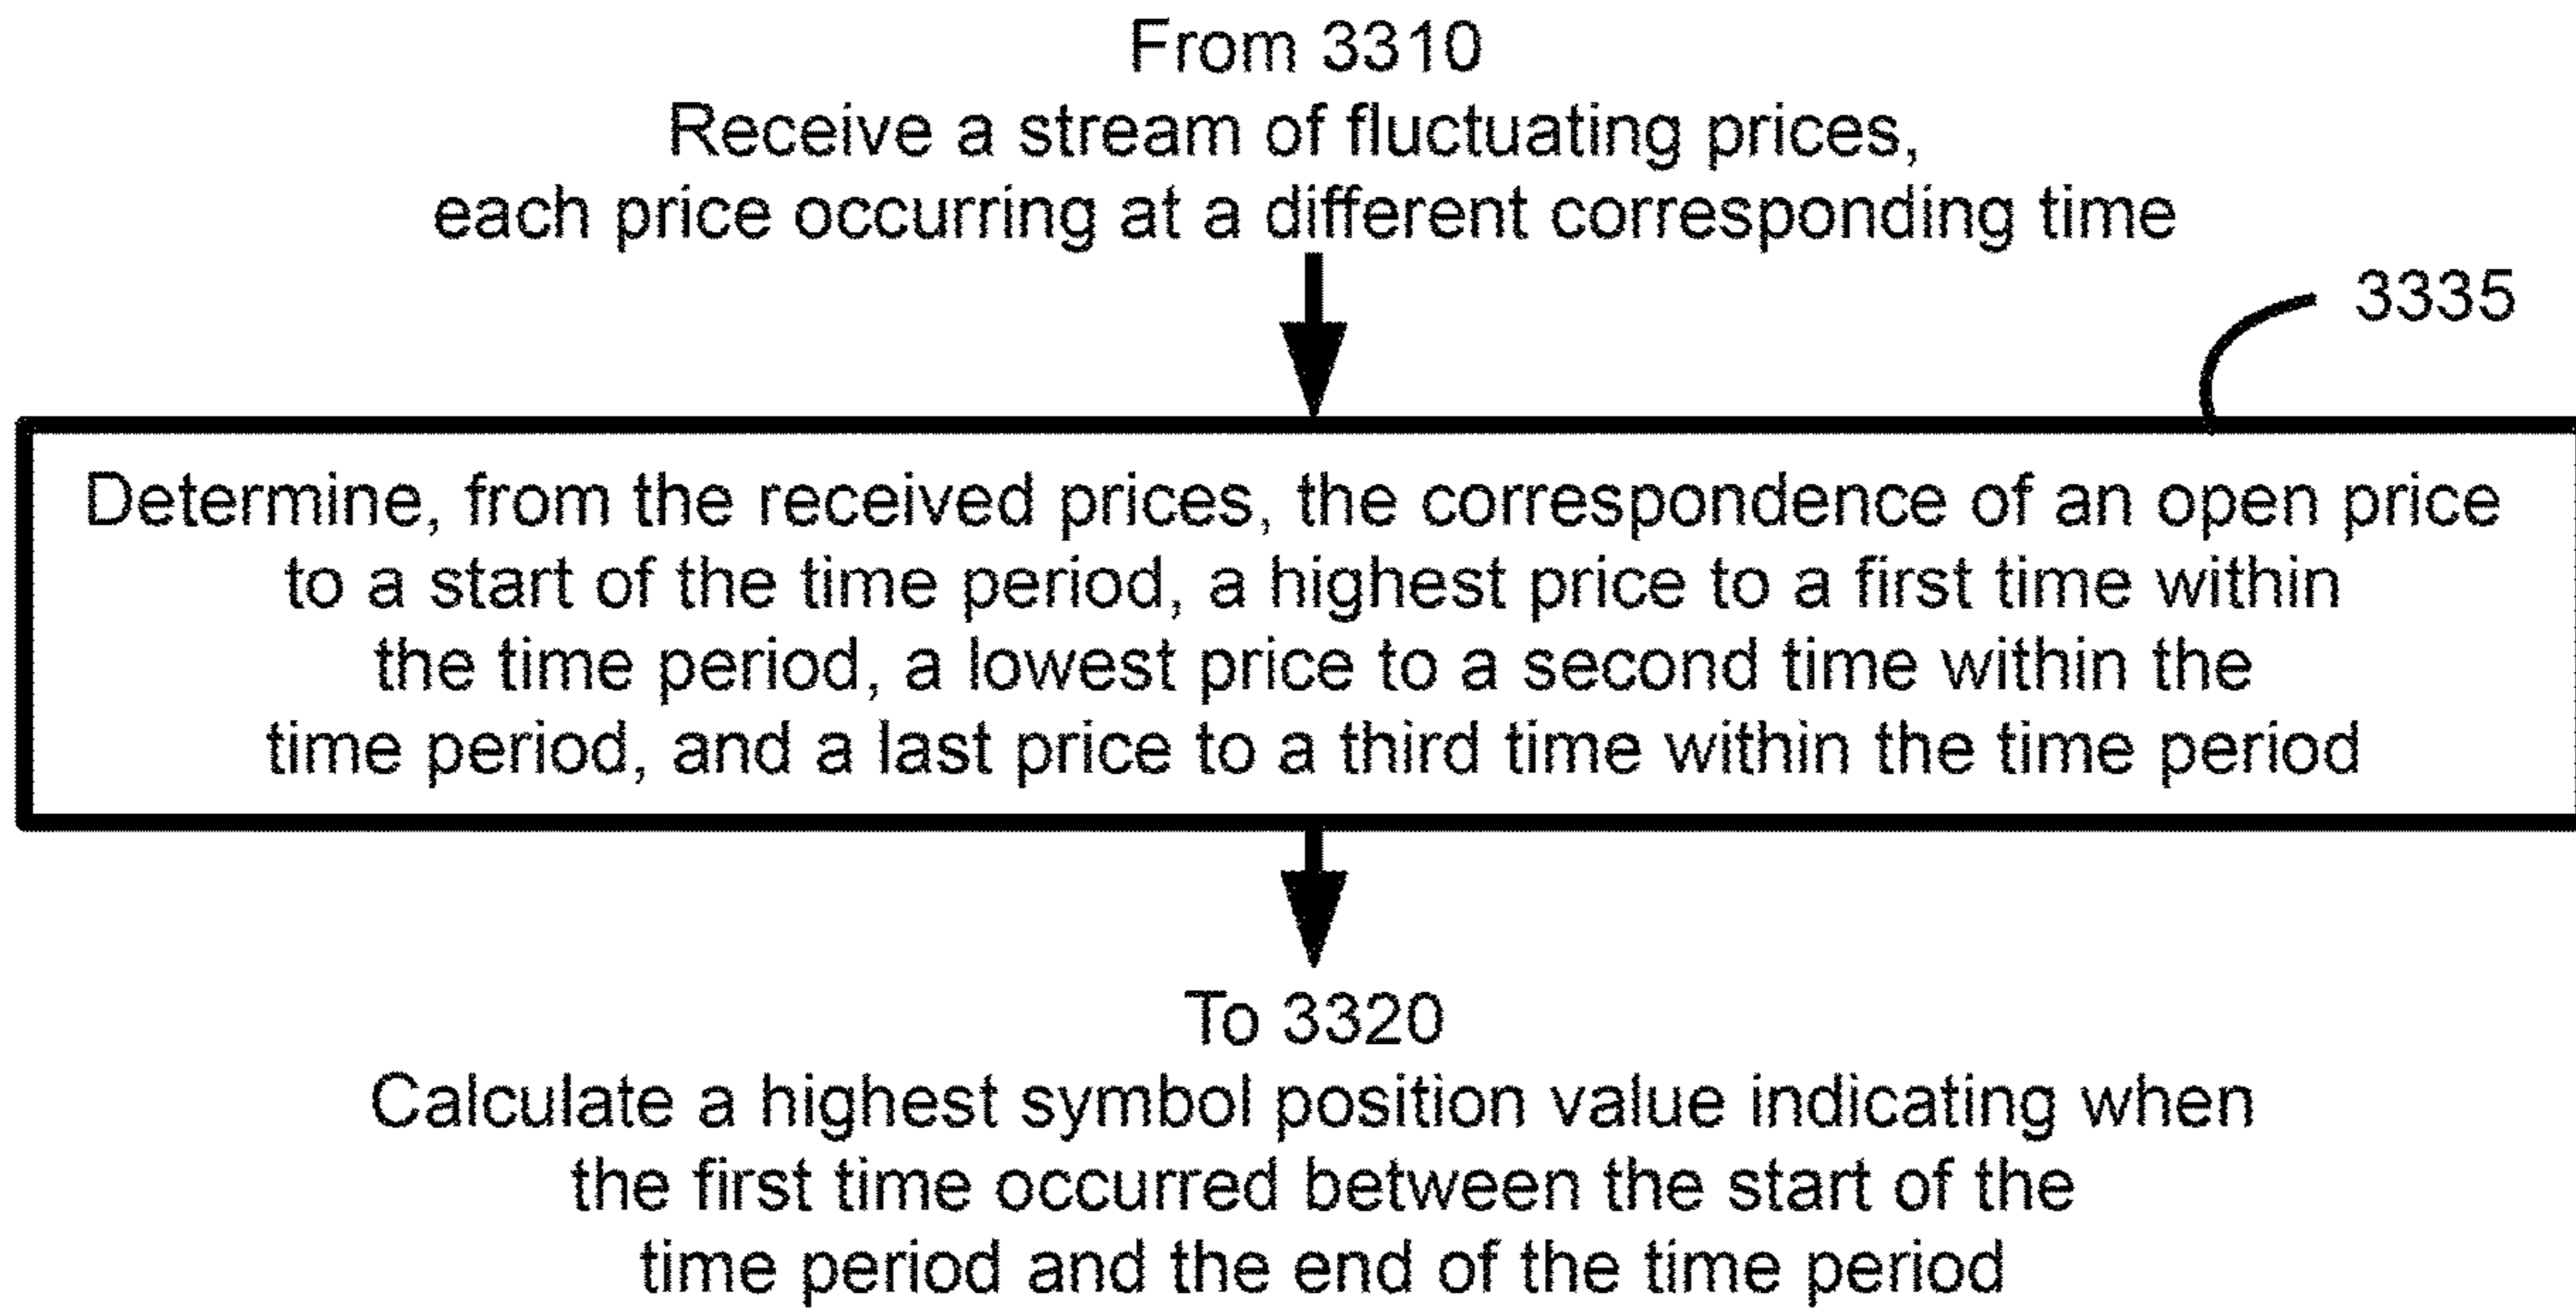 From 3310
Receive a stream of fluctuating prices,
each price occurring at a different corresponding time
3335
Determine, from the received prices, the correspondence of an open price
to a start of the time period, a highest price to a first time within
the time period, a lowest price to a second time within the
time period, and a last price to a third time within the time period
To 3320
Calculate a highest symbol position value indicating when
the first time occurred between the start of the
time period and the end of the time period